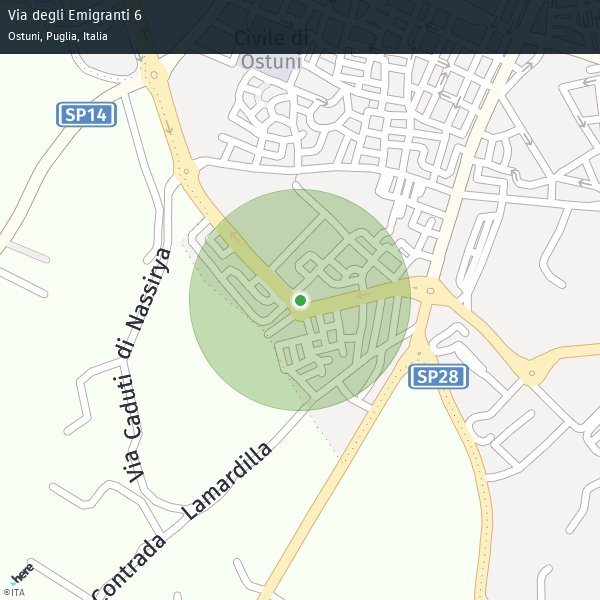 Via degli Emigranti 6
Ostuni, Puglia, Italia
Civile di
Ostuni
SP14
Via Caduti di Nassirya
SP28
Contrada Lamardilla
here
©ITA